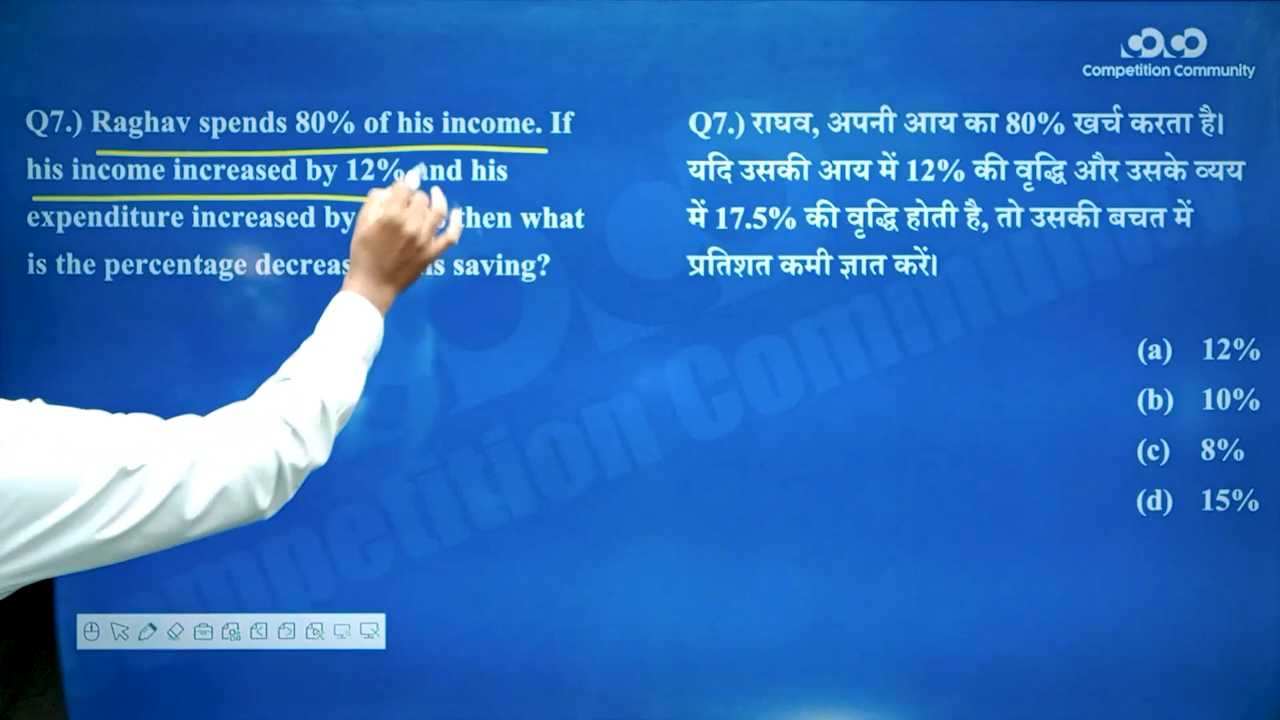 Competition Community
Q7.) Raghav spends 80% of his income. If
his income increased by 12% and his
expenditure increased by then what
is the percentage saving?
Q7.) राघव, अपनी आय का 80% खर्च करता है।
यदि उसकी आय में 12% की वृद्धि और उसके व्यय
में 17.5% की वृद्धि होती है, तो उसकी बचत में
प्रतिशत कमी ज्ञात करें।
(a) 12%
(b) 10%
(c) 8%
(d) 15%
Competition Community